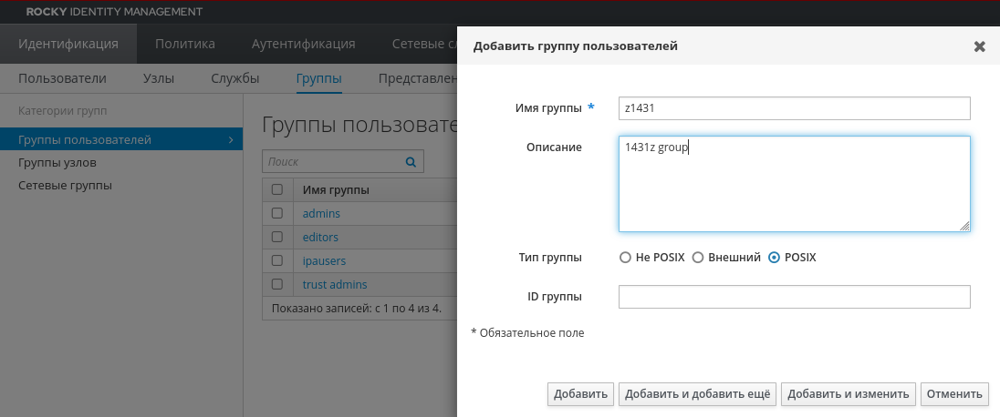 ROCKY IDENTITY MANAGEMENT
Идентификация Политика Аутентификация Сетевые
Пользователи Узлы Службы Группы
Категории групп
Группы пользователей
Группы узлов
Сетевые группы
Группы
Поиск
Имя группы
admins
editors
ipausers
trust admins
Показано записей: с 1 по 4 из 4.
Добавить группу пользователей
Имя группы * z1431
Описание 1431z group
Тип группы Не POSIX Внешний POSIX
ID группы
* Обязательное поле
Добавить Добавить и добавить ещё Добавить и изменить Отменить